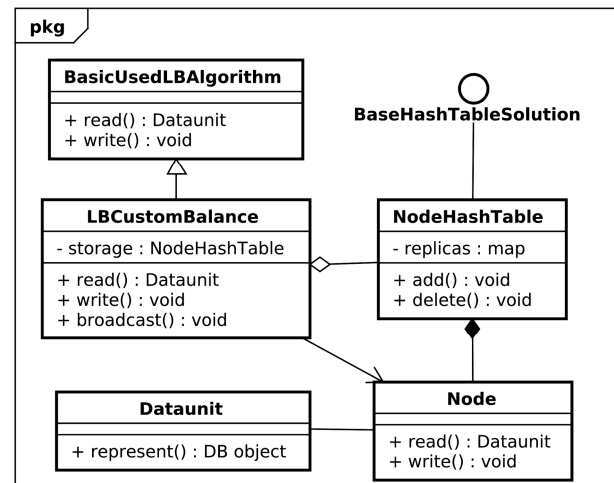 pkg
BasicUsedLBAlgorithm
+ read() : Dataunit
+ write() : void
BaseHashTableSolution
LBCustomBalance
- storage : NodeHashTable
+ read() : Dataunit
+ write() : void
+ broadcast() : void
NodeHashTable
- replicas : map
+ add() : void
+ delete() : void
Dataunit
+ represent() : DB object
Node
+ read() : Dataunit
+ write() : void